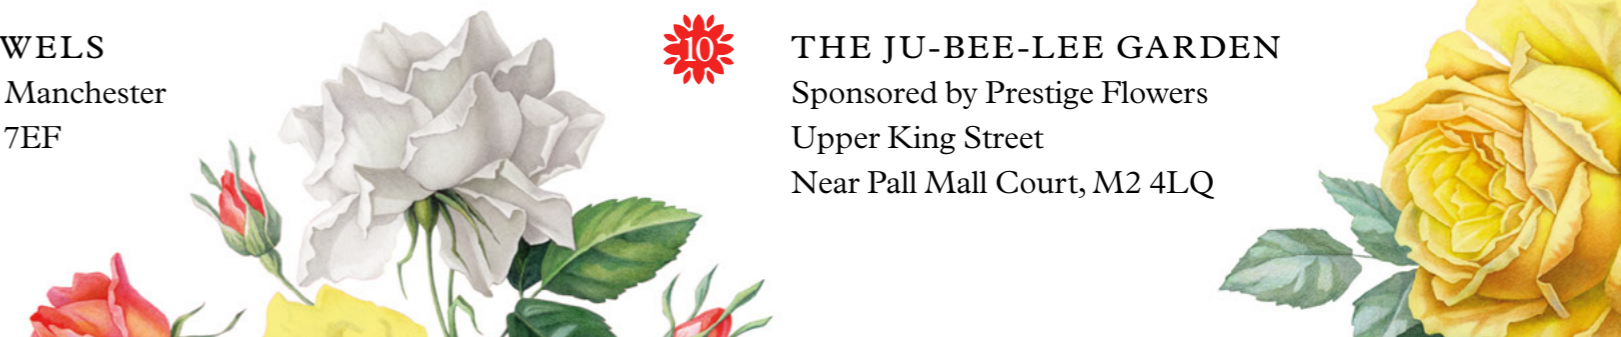 WELS
Manchester
7EF
10
THE JU-BEE-LEE GARDEN
Sponsored by Prestige Flowers
Upper King Street
Near Pall Mall Court, M2 4LQ